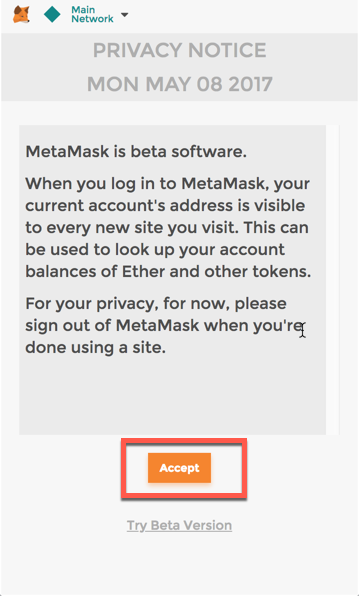 Main
Network
PRIVACY NOTICE
MON MAY 08 2017
MetaMask is beta software.
When you log in to MetaMask, your
current account's address is visible
to every new site you visit. This can
be used to look up your account
balances of Ether and other tokens.
For your privacy, for now, please
sign out of MetaMask when you're
done using a site.
Accept
Try Beta Version